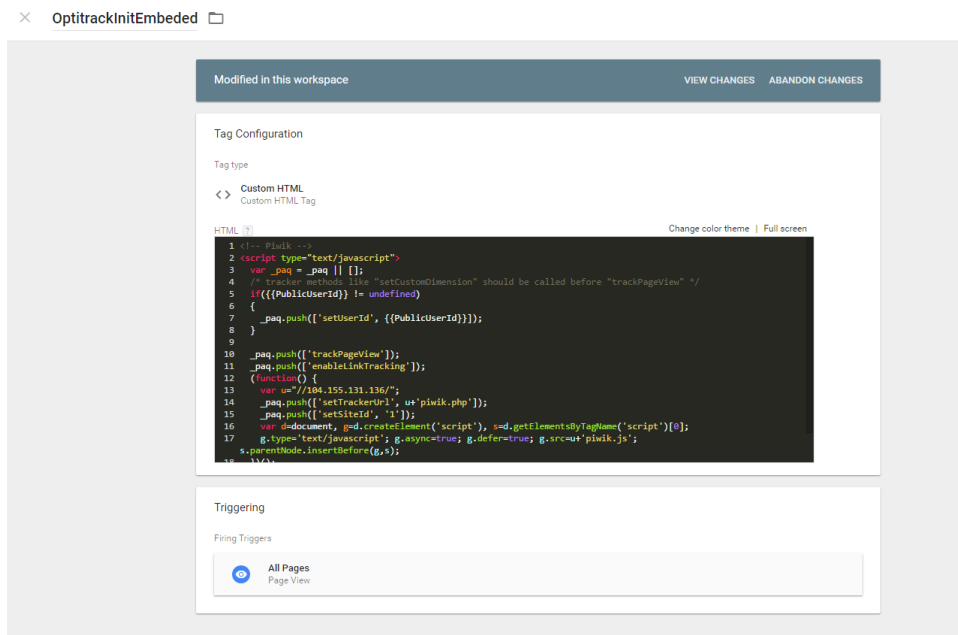 OptitrackInitEmbeded
Modified in this workspace VIEW CHANGES ABANDON CHANGES
Tag Configuration
Tag type
Custom HTML
Custom HTML Tag
HTML ? Change color theme | Full screen
1 <!-- Piwik -->
2 <script type="text/javascript">
3 var _paq = _paq || [];
4 /* tracker methods like "setCustomDimension" should be called before "trackPageView" */
5 if({{PublicUserId}} != undefined)
6 {
7 _paq.push(['setUserId', {{PublicUserId}}]);
8 }
9
10 _paq.push(['trackPageView']);
11 _paq.push(['enableLinkTracking']);
12 (function() {
13 var u="//104.155.131.136/";
14 _paq.push(['setTrackerUrl', u+'piwik.php']);
15 _paq.push(['setSiteId', '1']);
16 var d=document, g=d.createElement('script'), s=d.getElementsByTagName('script')[0];
17 g.type='text/javascript'; g.async=true; g.defer=true; g.src=u+'piwik.js';
s.parentNode.insertBefore(g,s);
18 })();
Triggering
Firing Triggers
All Pages
Page View